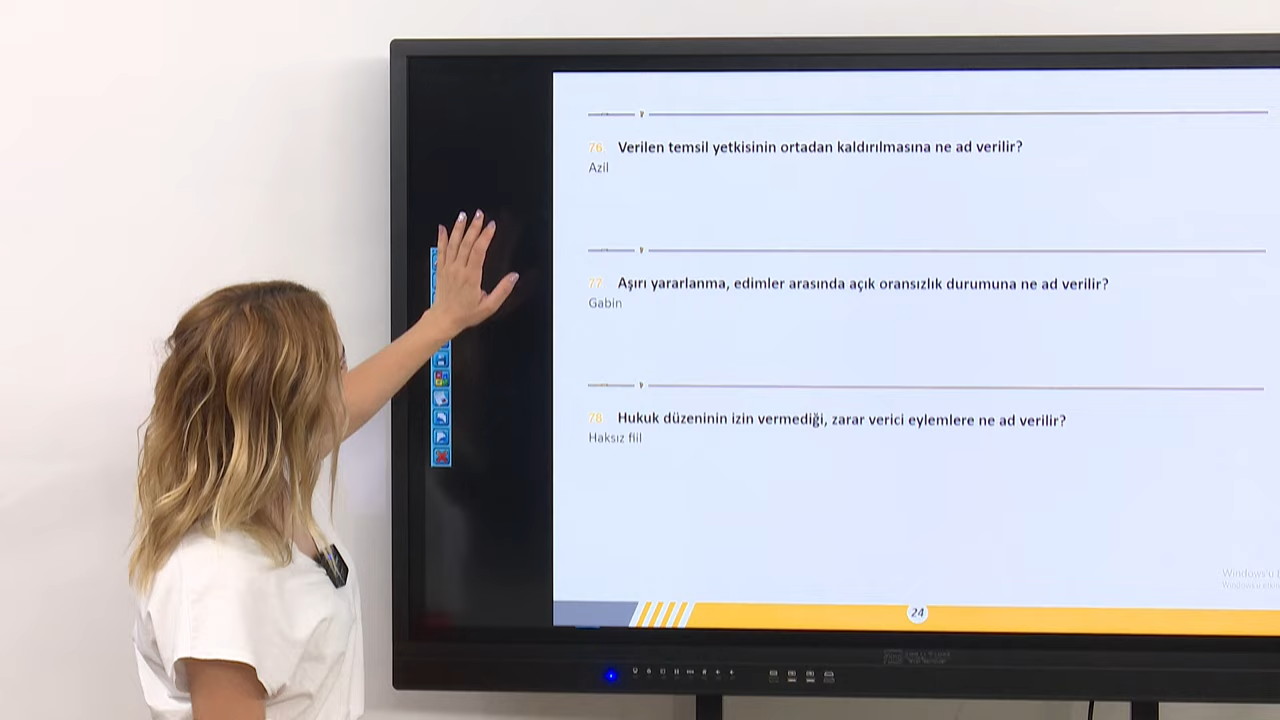 76. Verilen temsil yetkisinin ortadan kaldırılmasına ne ad verilir?
Azil
77. Aşırı yararlanma, edimler arasında açık oransızlık durumuna ne ad verilir?
Gabin
78. Hukuk düzeninin izin vermediği, zarar verici eylemlere ne ad verilir?
Haksız fiil
Windows'u
24